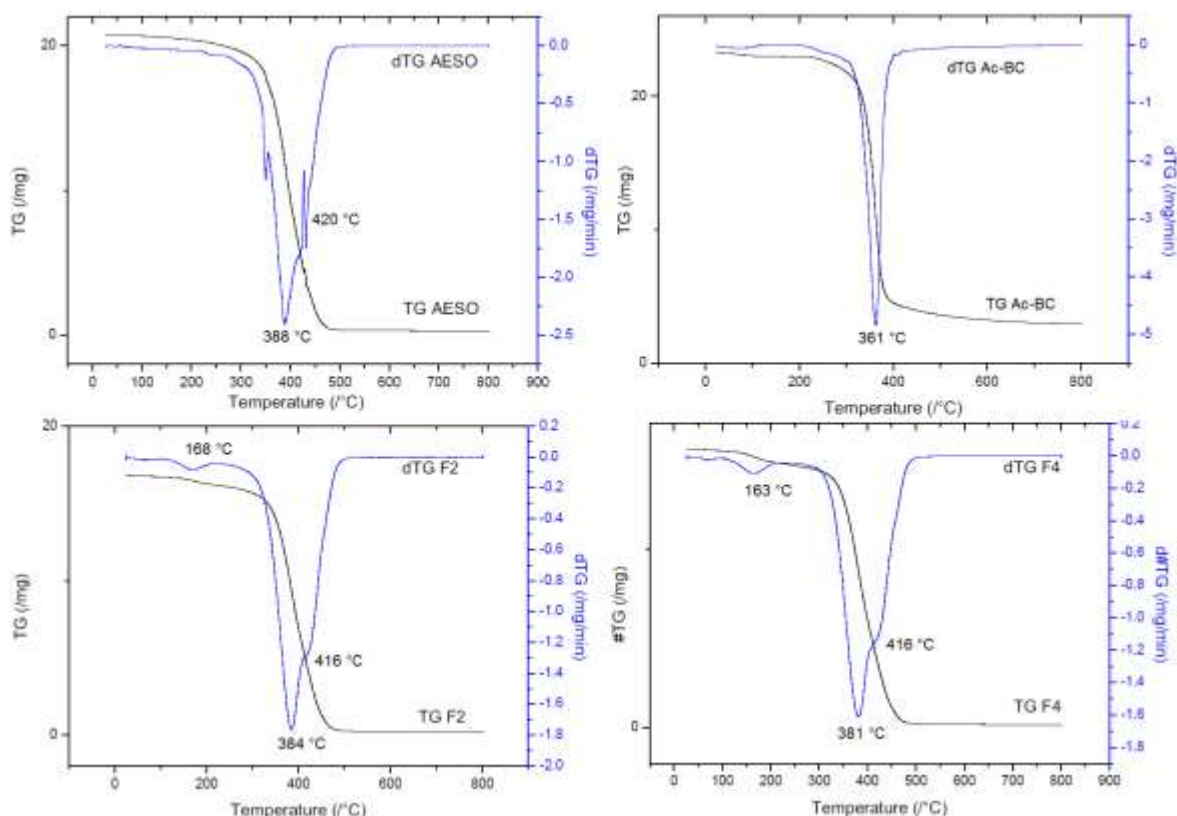 20
0
TG (/mg)
dTG AESO
420 °C
TG AESO
388 °C
0.0
-0.5
-1.0
-1.5
-2.0
-2.5
dTG (/mg/min)
0 100 200 300 400 500 600 700 800 900
Temperature (/°C)
20
0
TG (/mg)
dTG Ac-BC
TG Ac-BC
361 °C
0
-1
-2
-3
-4
-5
dTG (/mg/min)
0 200 400 600 800
Temperature (/°C)
20
0
TG (/mg)
168 °C
dTG F2
416 °C
TG F2
384 °C
0.2
0.0
-0.2
-0.4
-0.6
-0.8
-1.0
-1.2
-1.4
-1.6
-1.8
-2.0
dTG (/mg/min)
0 200 400 600 800
Temperature (/°C)
0
#TG (/mg)
163 °C
dTG F4
416 °C
TG F4
381 °C
0.2
0.0
-0.2
-0.4
-0.6
-0.8
-1.0
-1.2
-1.4
-1.6
-1.8
d#TG (/mg/min)
0 100 200 300 400 500 600 700 800 900
Temperature (/°C)